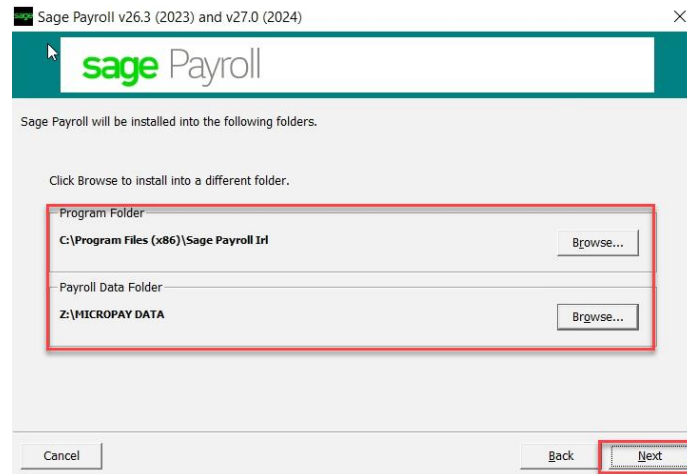 sage Sage Payroll v26.3 (2023) and v27.0 (2024)
sage Payroll
Sage Payroll will be installed into the following folders.
Click Browse to install into a different folder.
Program Folder
C:\Program Files (x86)\Sage Payroll Irl
Browse...
Payroll Data Folder
Z:\MICROPAY DATA
Browse...
Cancel
Back
Next